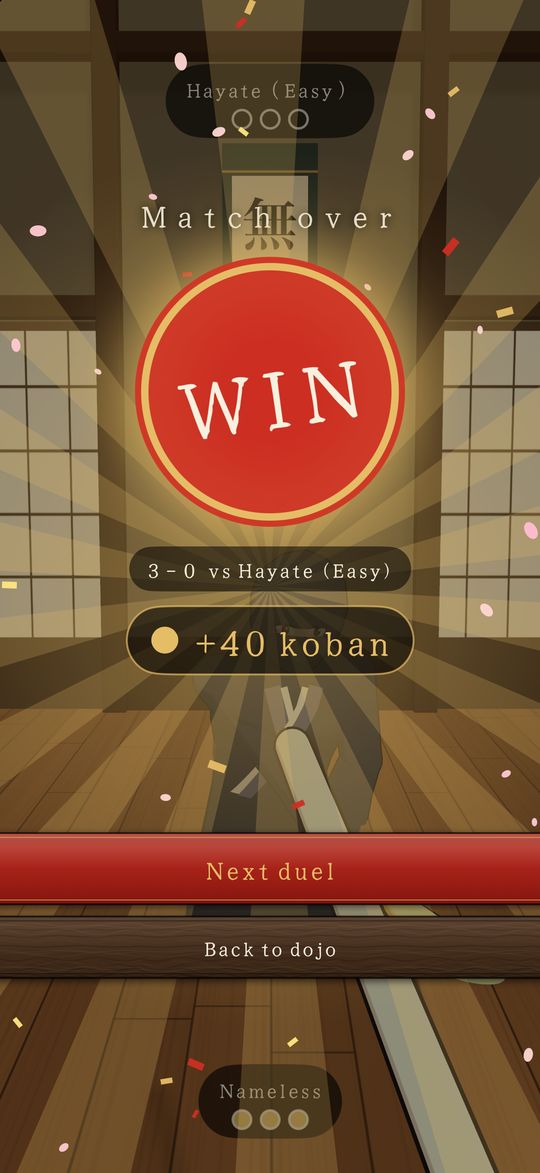 Hayate (Easy)
無
Match over
WIN
3 – 0 vs Hayate (Easy)
+40 koban
Next duel
Back to dojo
Nameless